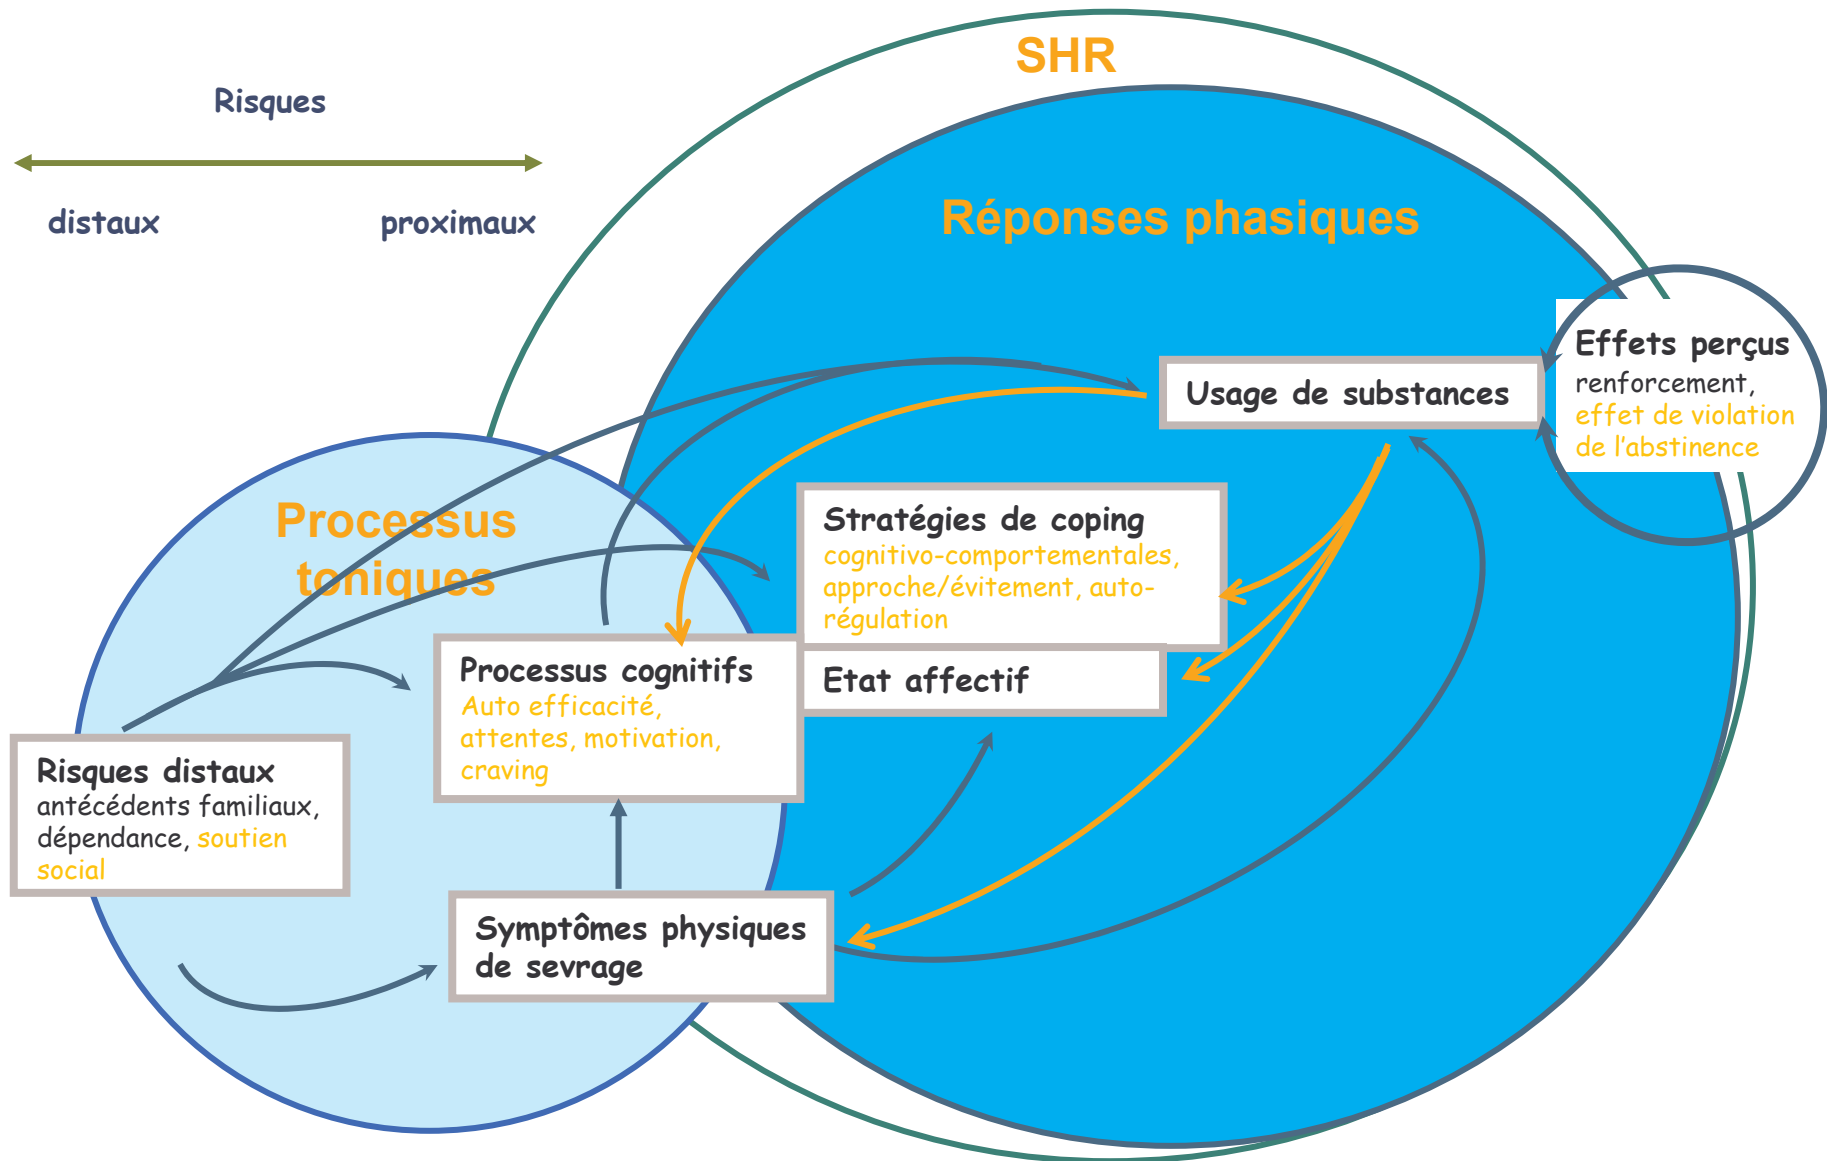 SHR
Risques
distaux
proximaux
Réponses phasiques
Effets perçus
renforcement,
effet de violation
de l'abstinence
Usage de substances
Processus
toniques
Stratégies de coping
cognitivo-comportementales,
approche/évitement, auto-
régulation
Processus cognitifs
Auto efficacité,
attentes, motivation,
craving
Etat affectif
Risques distaux
antécédents familiaux,
dépendance, soutien
social
Symptômes physiques
de sevrage